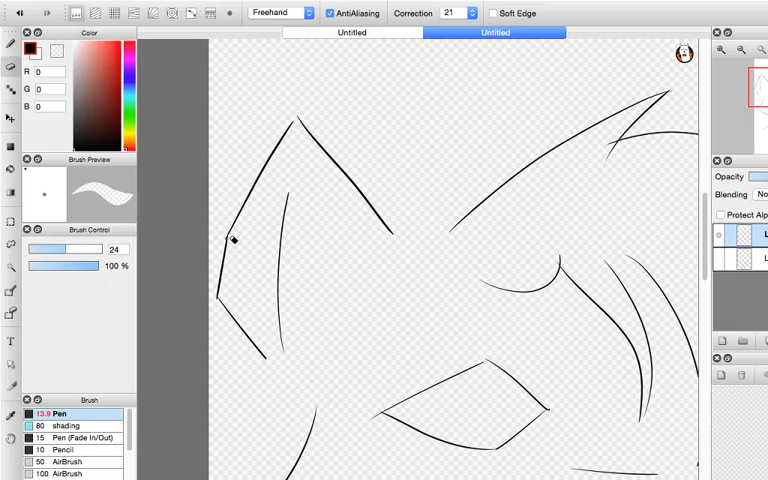 Freehand AntiAliasing Correction 21 Soft Edge
Color
Untitled Untitled
R 0
G 0
B 0
Brush Preview
Brush Control
24
100 %
Opacity
Blending
Protect Alp
Brush
13.9 Pen
80 shading
15 Pen (Fade In/Out)
10 Pencil
50 AirBrush
100 AirBrush